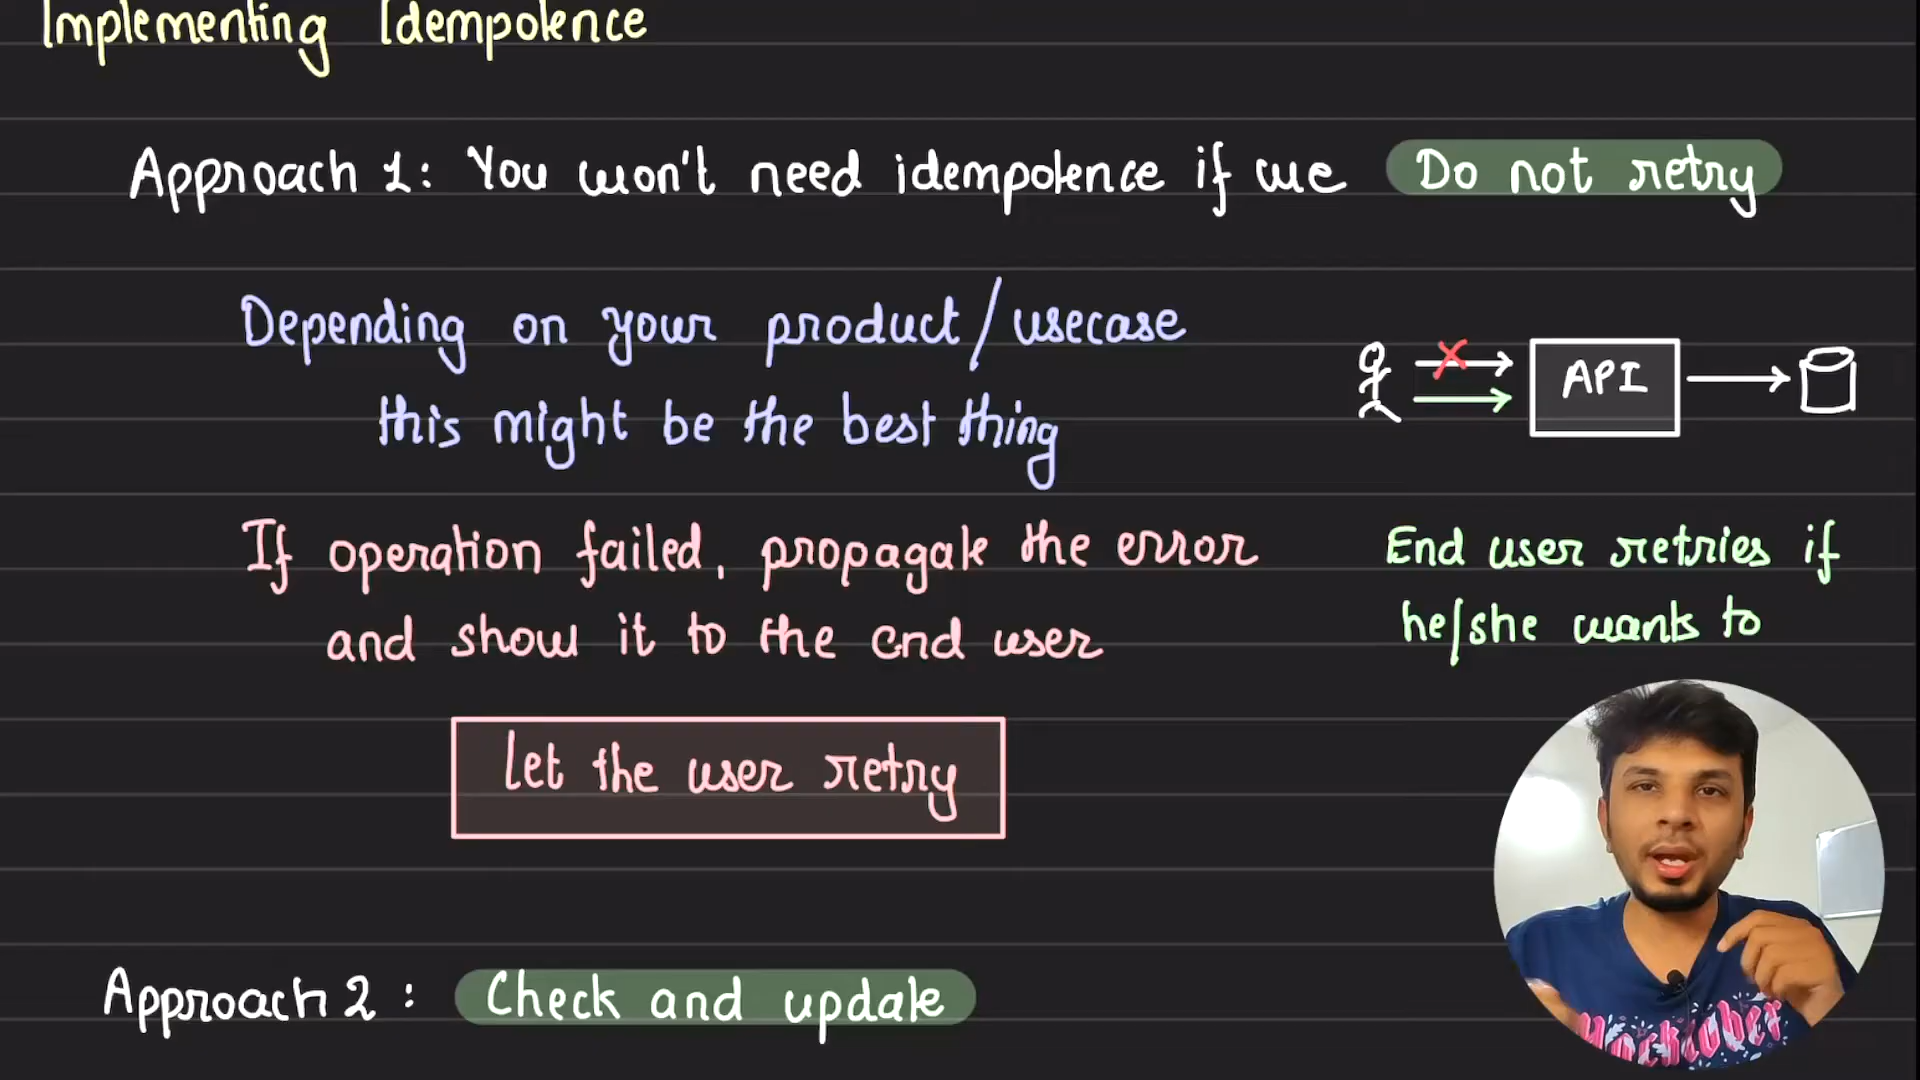 Implementing Idempotence
Approach 1: You won't need idempotence if we Do not retry
Depending on your product/usecase
this might be the best thing
API
If operation failed, propagate the error
and show it to the end user
End user retries if
he/she wants to
Let the user retry
Approach 2: Check and update
Hacktober